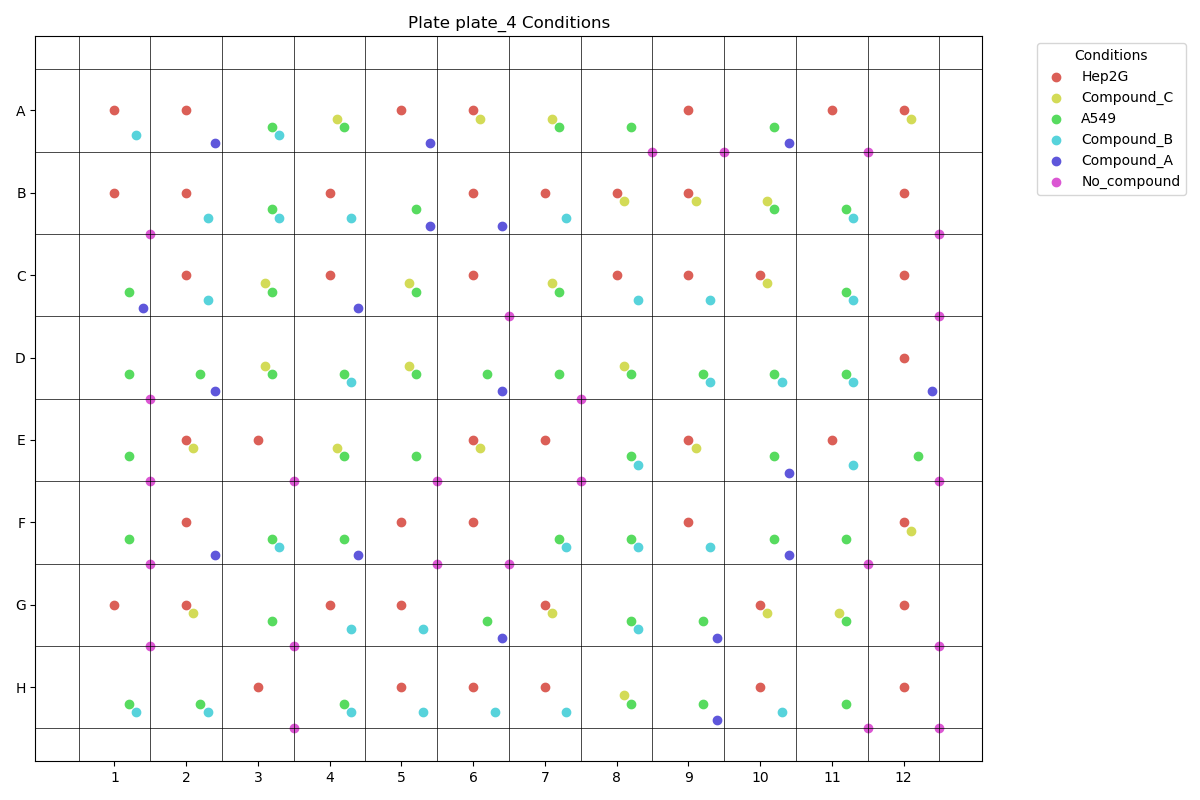 Plate plate_4 Conditions
Conditions
Hep2G
Compound_C
A549
Compound_B
Compound_A
No_compound
A
B
C
D
E
F
G
H
1 2 3 4 5 6 7 8 9 10 11 12